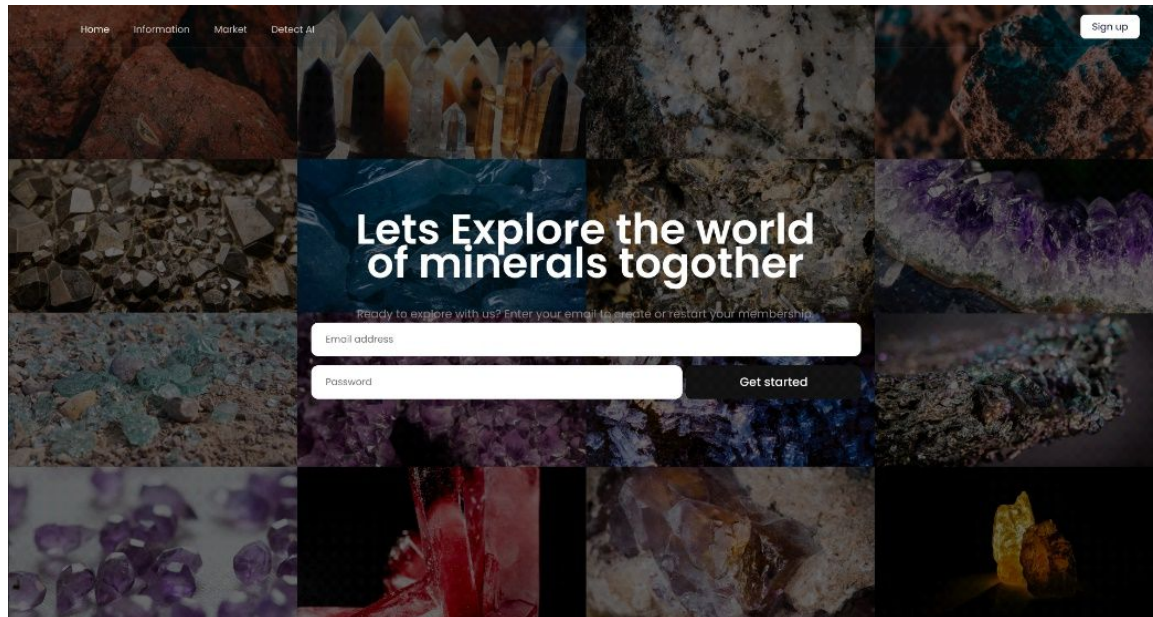 Home Information Market Detect AI Sign up
Lets Explore the world
of minerals togother
Ready to explore with us? Enter your email to create or restart your membership.
Email address
Password Get started